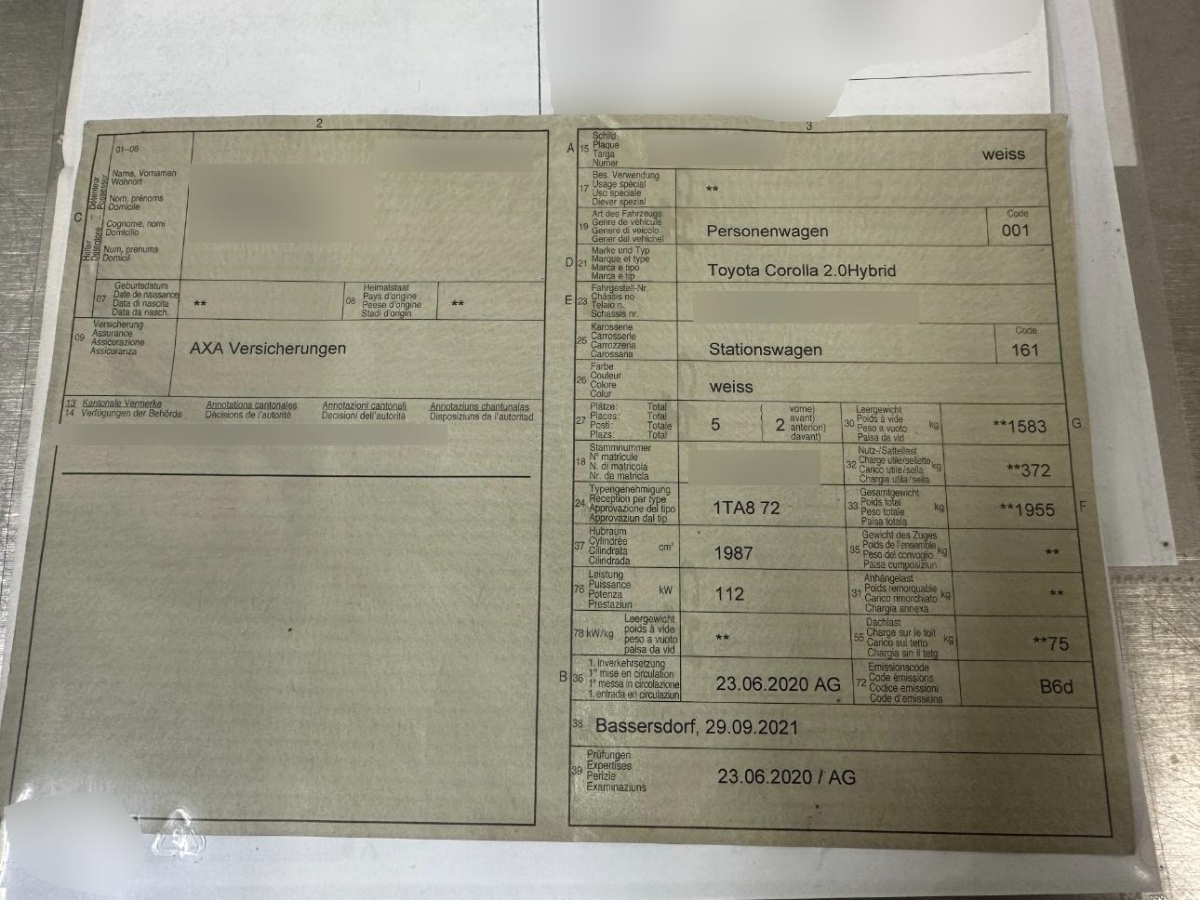 2
01–06
Name, Vornamen
Wohnort
Nom, prénoms
Domicile
Cognome, nomi
Domicilio
Num, prenums
Domicil
C
07
Geburtsdatum
Date de naissance
Data di nascita
Data da nasch.
**
08
Heimatstaat
Pays d'origine
Paese d'origine
Stadi d'origin
**
09
Versicherung
Assurance
Assicurazione
Assicuranza
AXA Versicherungen
13 Kantonale Vermerke
14 Verfügungen der Behörde
Annotations cantonales
Décisions de l'autorité
Annotazioni cantonali
Decisioni dell'autorità
Annotaziuns chantunalas
Disposiziuns da l'autoritad
3
A 15
Schild
Plaque
Targa
Numer
weiss
17
Bes. Verwendung
Usage spécial
Uso speciale
Diever spezial
**
19
Art des Fahrzeugs
Genre de véhicule
Genere di veicolo
Gener dal vehichel
Personenwagen
Code
001
D 21
Marke und Typ
Marque et type
Marca e tipo
Marca e tip
Toyota Corolla 2.0Hybrid
E 23
Fahrgestell-Nr.
Châssis no
Telaio n.
Schassis nr.
25
Karosserie
Carrosserie
Carrozzeria
Carossaria
Stationswagen
Code
161
26
Farbe
Couleur
Colore
Colur
weiss
27
Plätze: Total
Places: Total
Posti: Totale
Plazs: Total
5
2
vorne)
avant)
anteriori)
davant)
30
Leergewicht
Poids à vide
Peso a vuoto
Paisa da vid
kg
**1583
G
18
Stammnummer
N° matricule
N. di matricola
Nr. da matricla
32
Nutz-/Sattellast
Charge utile/sellette
Carico utile/sella
Chargia utila/sella
kg
**372
24
Typengenehmigung
Réception par type
Approvazione del tipo
Approvaziun dal tip
1TA8 72
33
Gesamtgewicht
Poids total
Peso totale
Paisa totala
kg
**1955
F
37
Hubraum
Cylindrée
Cilindrata
Cilindrada
cm³
1987
35
Gewicht des Zuges
Poids de l'ensemble
Peso del convoglio
Paisa cumposiziun
kg
**
76
Leistung
Puissance
Potenza
Prestaziun
kW
112
31
Anhängelast
Poids remorquable
Carico rimorchiato
Chargia annexa
kg
**
78 kW/kg
Leergewicht
poids à vide
peso a vuoto
paisa da vid
**
55
Dachlast
Charge sur le toit
Carico sul tetto
Chargia sin il tetg
kg
**75
B 36
1. Inverkehrsetzung
1re mise en circulation
1a messa in circolazione
1. entrada en circulaziun
23.06.2020 AG
72
Emissionscode
Code émissions
Codice emissioni
Code d'emissiuns
B6d
38
Bassersdorf, 29.09.2021
39
Prüfungen
Expertises
Perizie
Examinaziuns
23.06.2020 / AG